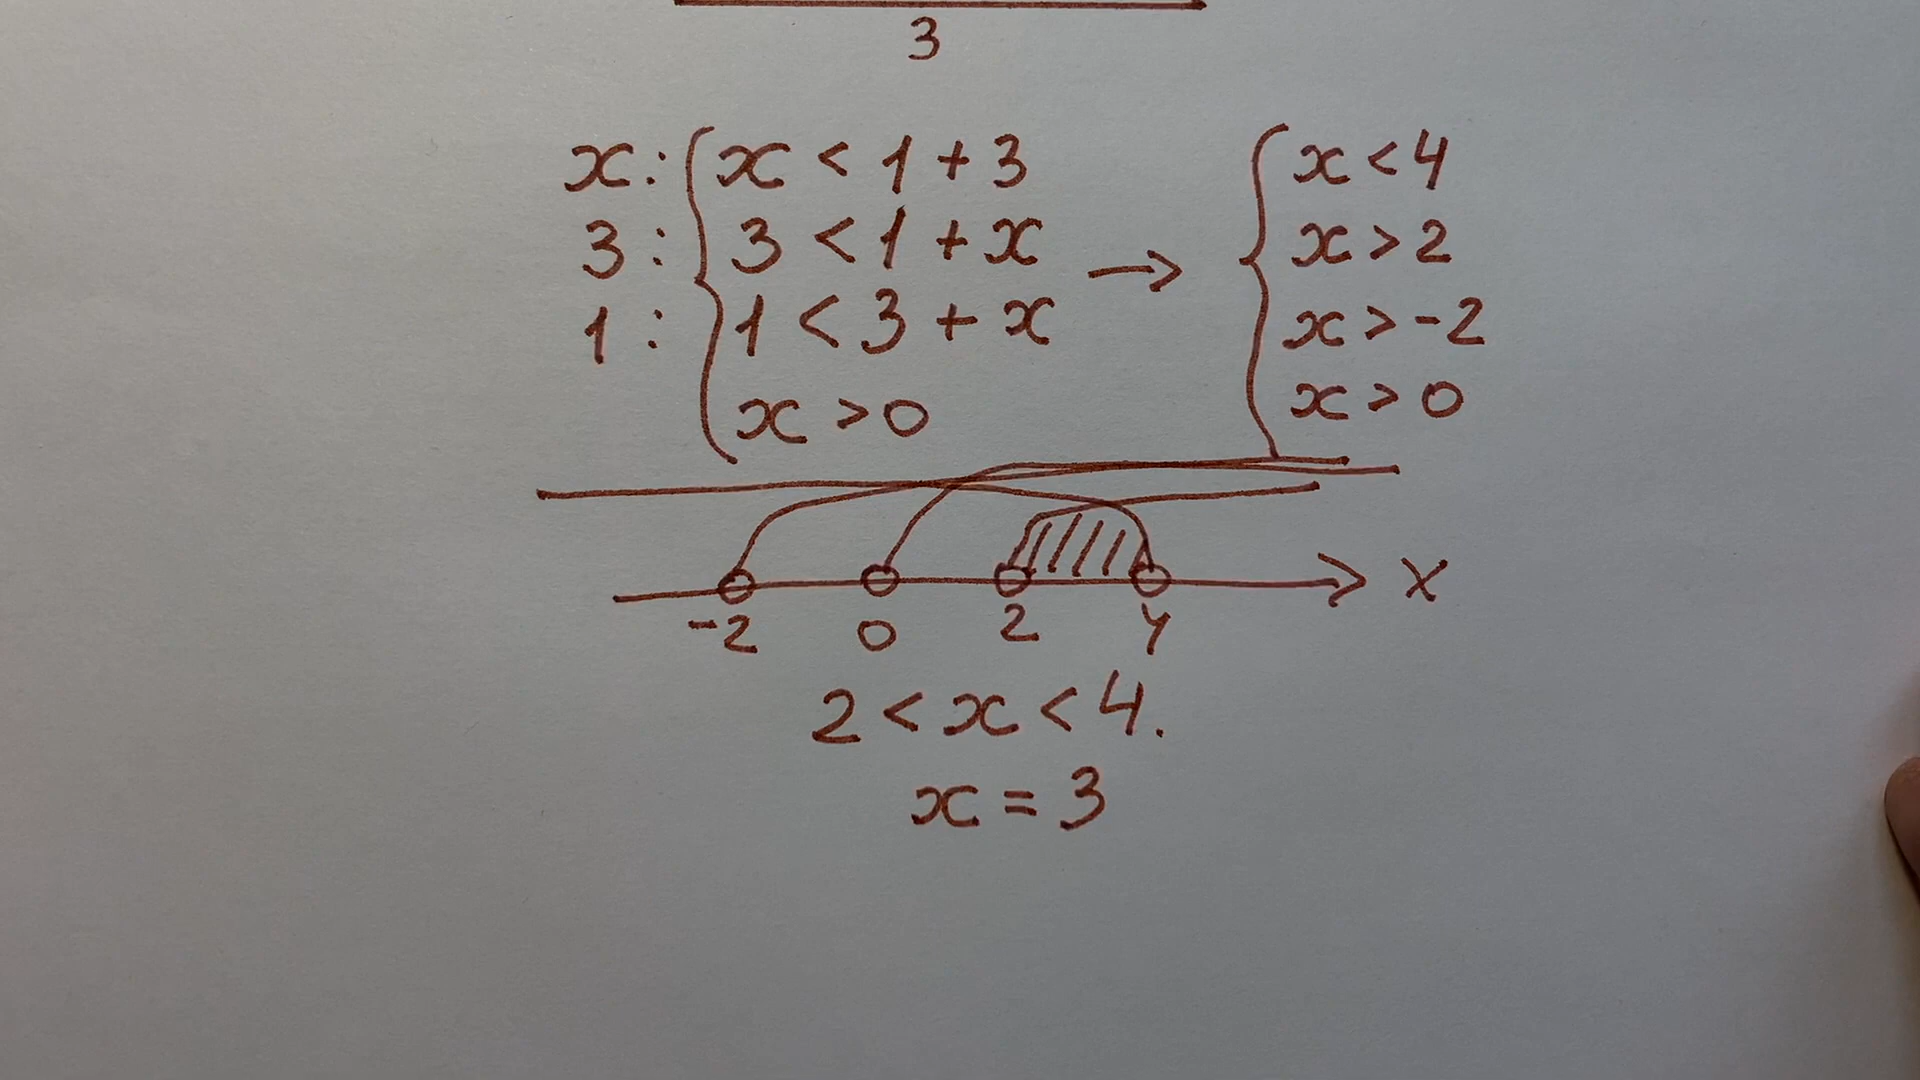 3
x: { x < 1 + 3
3: 3 < 1 + x
1: 1 < 3 + x
x > 0
→
{ x < 4
x > 2
x > -2
x > 0
-2 0 2 4 x
2 < x < 4.
x = 3